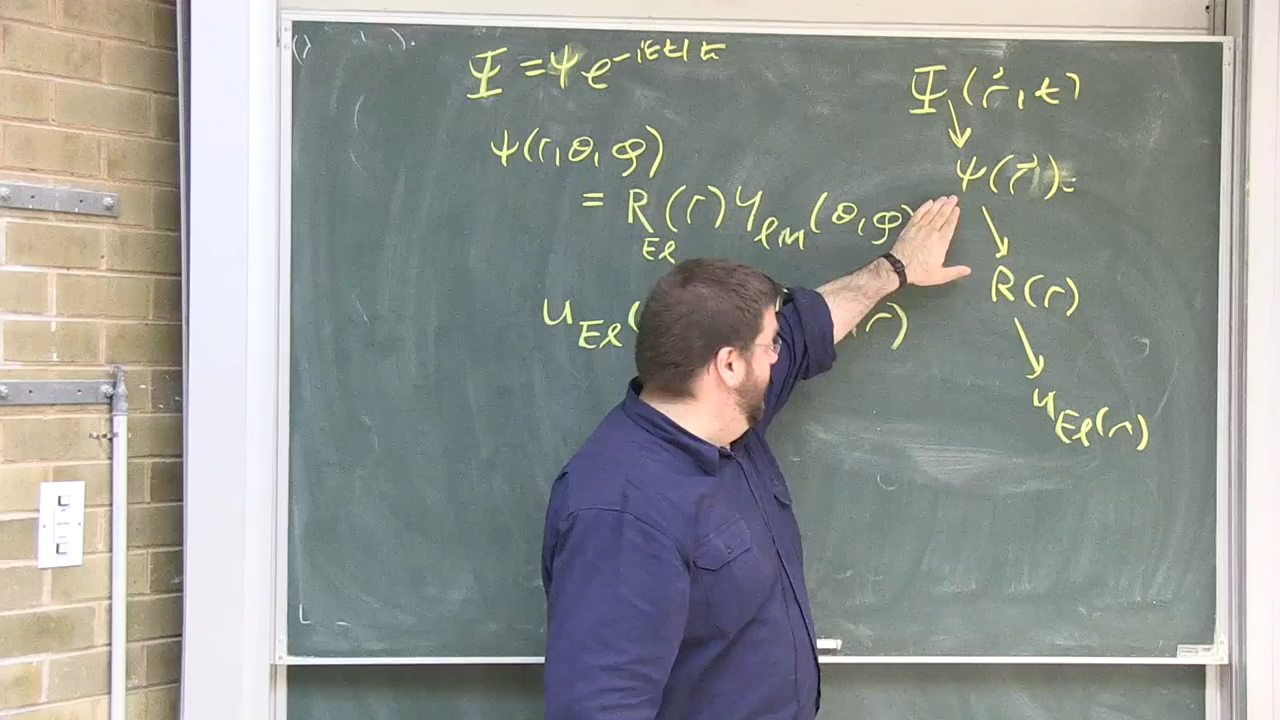 Ψ = ψ e^{-iEt/ħ}
ψ(r, θ, φ)
= R_{Eℓ}(r) Y_{ℓm}(θ, φ)
u_{Eℓ}( (r)
Ψ(r⃗, t)
↓
ψ(r⃗)
↓
R(r)
↓
u_{Eℓ}(r)